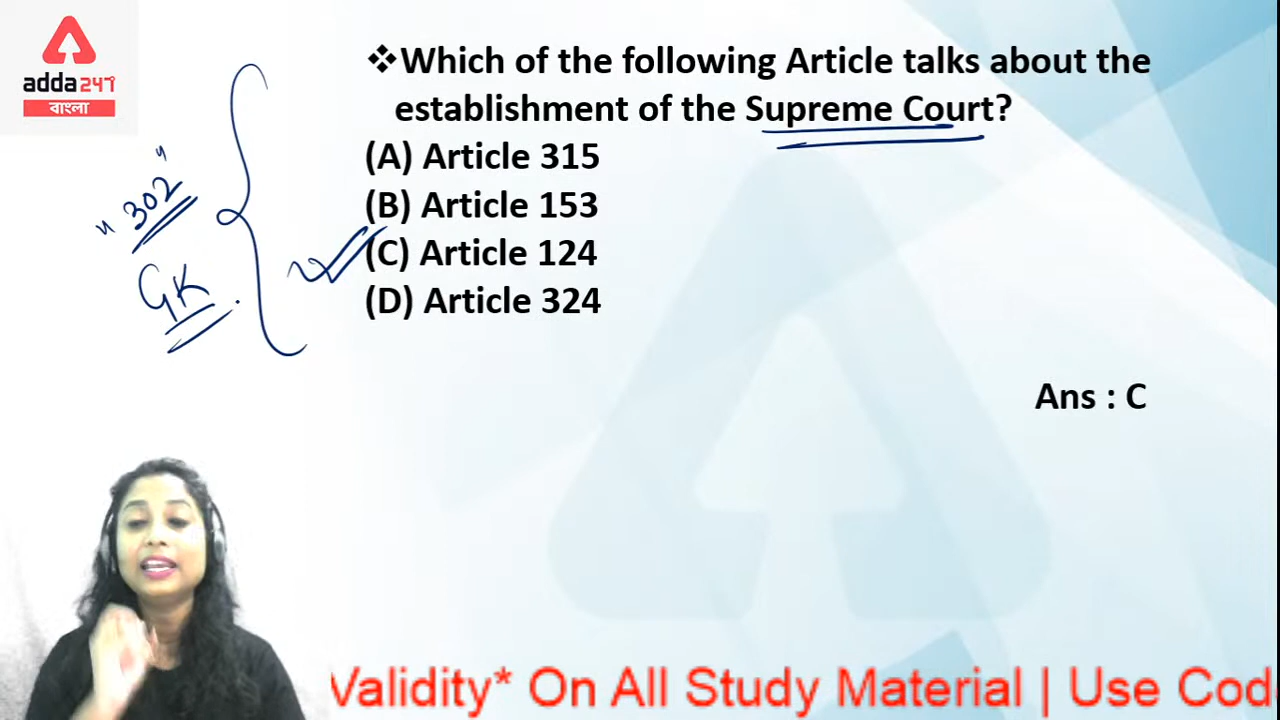 adda247
বাংলা
❖Which of the following Article talks about the
establishment of the Supreme Court?
(A) Article 315
(B) Article 153
(C) Article 124
(D) Article 324
"302"
GK
Ans : C
Validity* On All Study Material | Use Cod